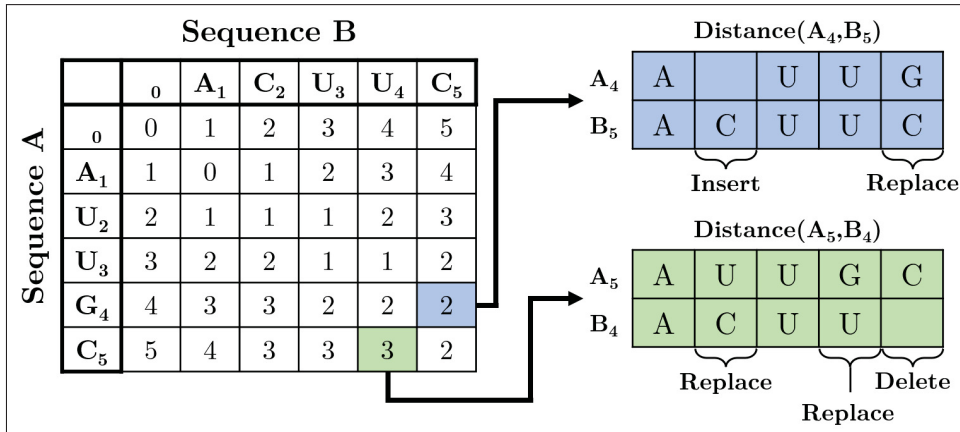 Sequence B
Sequence A
0 A1 C2 U3 U4 C5
0 0 1 2 3 4 5
A1 1 0 1 2 3 4
U2 2 1 1 1 2 3
U3 3 2 2 1 1 2
G4 4 3 3 2 2 2
C5 5 4 3 3 3 2
Distance(A4,B5)
A4 A U U G
B5 A C U U C
Insert Replace
Distance(A5,B4)
A5 A U U G C
B4 A C U U
Replace Delete
Replace